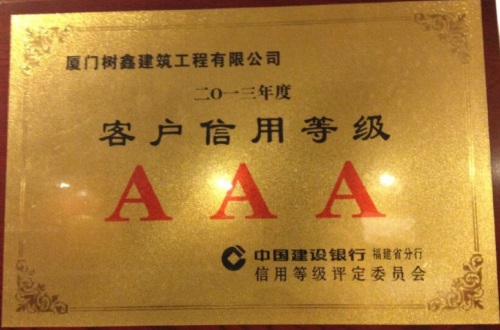 厦门树鑫建筑工程有限公司
二O一三年度
客户信用等级
AAA
中国建设银行 福建省分行
信用等级评定委员会